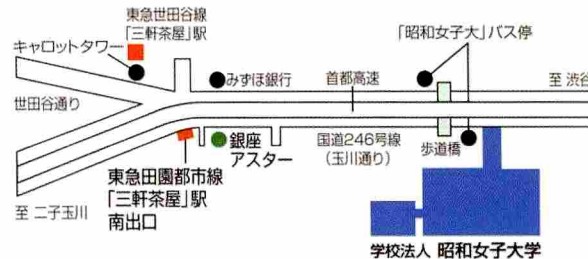 東急世田谷線
「三軒茶屋」駅
キャロットタワー
「昭和女子大」バス停
みずほ銀行
首都高速
至 渋谷
世田谷通り
銀座
アスター
国道246号線
(玉川通り)
歩道橋
東急田園都市線
「三軒茶屋」駅
南出口
至 二子玉川
学校法人 昭和女子大学